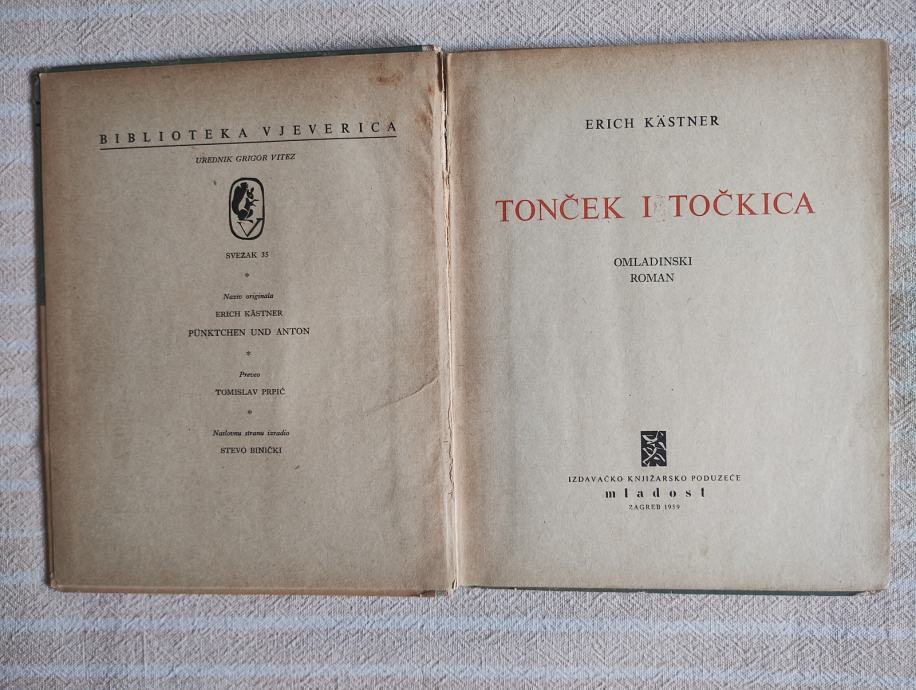 BIBLIOTEKA VJEVERICA
UREDNIK GRIGOR VITEZ
V
SVEZAK 35
*
Naziv originala
ERICH KÄSTNER
PÜNKTCHEN UND ANTON
*
Preveo
TOMISLAV PRPIĆ
*
Naslovnu stranu izradio
STEVO BINIČKI
ERICH KÄSTNER
TONČEK I TOČKICA
OMLADINSKI
ROMAN
IZDAVAČKO KNJIŽARSKO PODUZEĆE
mladost
ZAGREB 1959